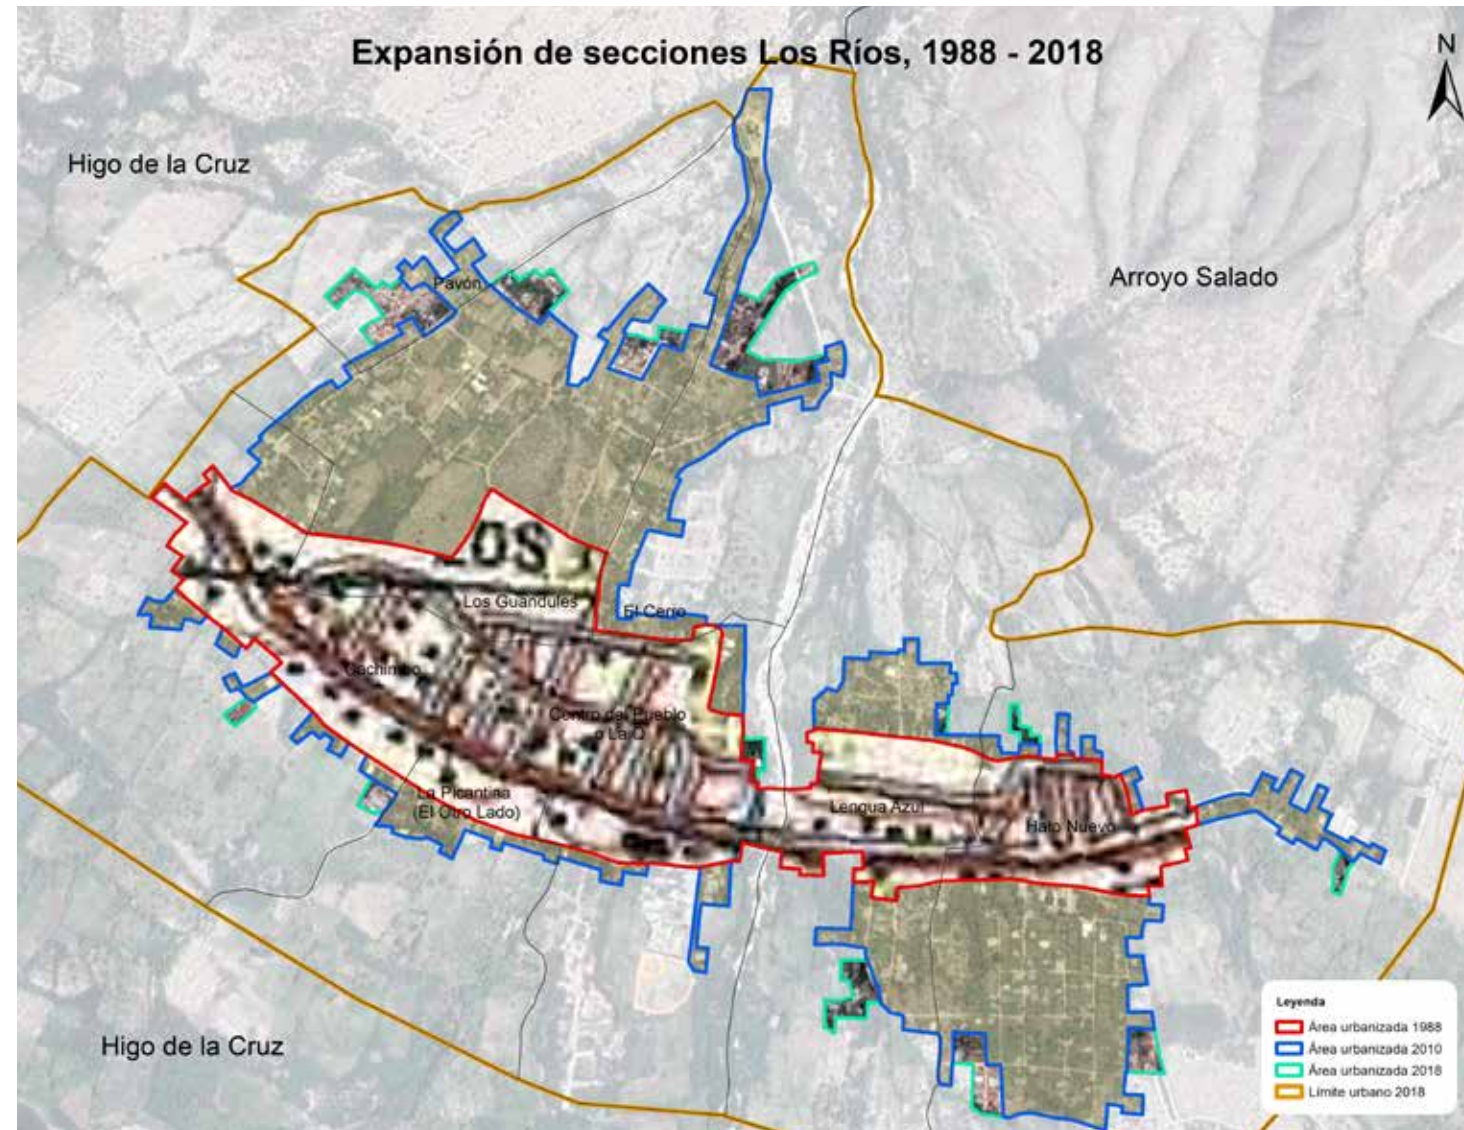 Expansión de secciones Los Ríos, 1988 - 2018
N
Higo de la Cruz
Arroyo Salado
Pavón
OS
Los Guandules
El Cerro
Cachimbo
Centro del Pueblo
o La Q
La Picantina
(El Otro Lado)
Lengua Azul
Hato Nuevo
Higo de la Cruz
Leyenda
Área urbanizada 1988
Área urbanizada 2010
Área urbanizada 2018
Límite urbano 2018